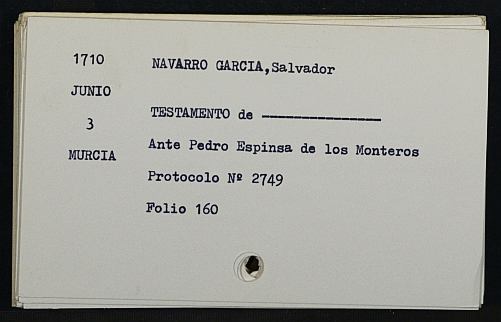 1710
JUNIO
3
MURCIA
NAVARRO GARCIA,Salvador
TESTAMENTO de ---------------
Ante Pedro Espinsa de los Monteros
Protocolo Nº 2749
Folio 160